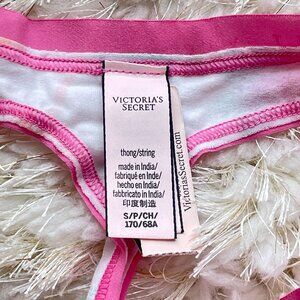 VICTORIA'S
SECRET
thong/string
made in India/
fabriqué en Inde/
hecho en India/
fabbricato in India/
印度制造
S/P/CH/
170/68A
VictoriasSecret.com